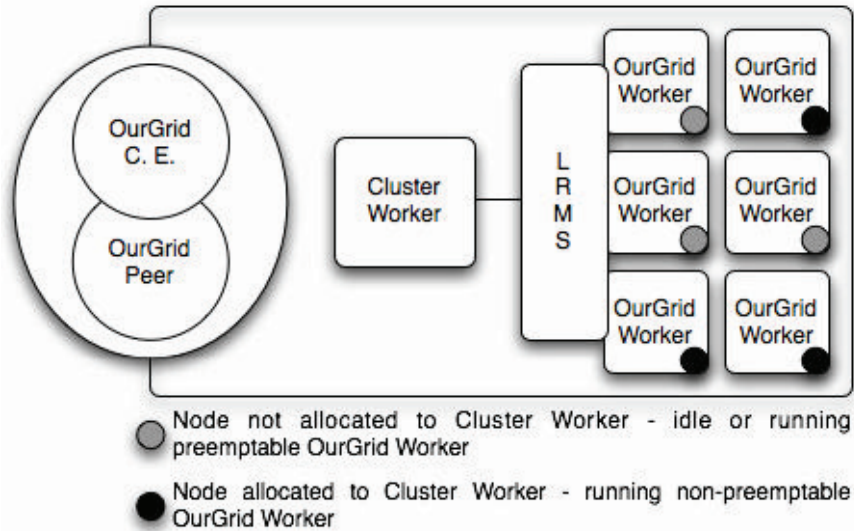 OurGrid
C. E.
OurGrid
Peer
Cluster
Worker
L
R
M
S
OurGrid
Worker
OurGrid
Worker
OurGrid
Worker
OurGrid
Worker
OurGrid
Worker
OurGrid
Worker
Node not allocated to Cluster Worker - idle or running
preemptable OurGrid Worker
Node allocated to Cluster Worker - running non-preemptable
OurGrid Worker